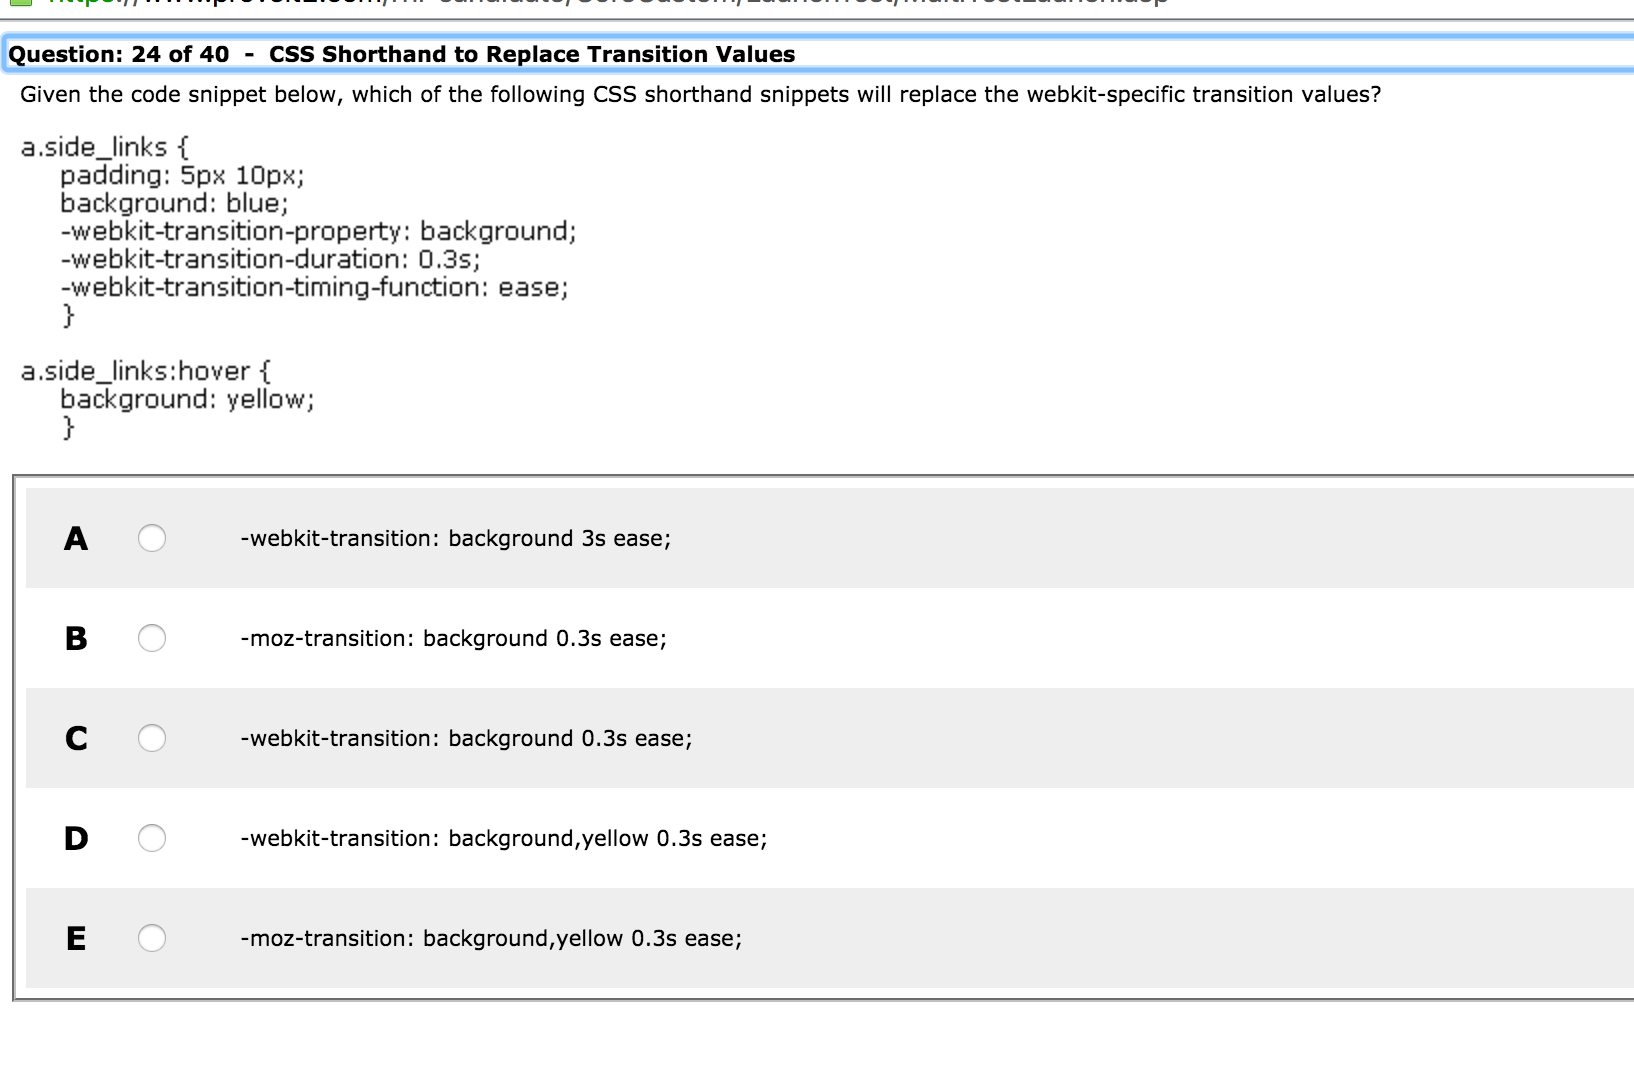 Question: 24 of 40 - CSS Shorthand to Replace Transition Values
Given the code snippet below, which of the following CSS shorthand snippets will replace the webkit-specific transition values?
a.side_links {
padding: 5px 10px;
background: blue;
-webkit-transition-property: background;
-webkit-transition-duration: 0.3s;
-webkit-transition-timing-function: ease;
}
a.side_links:hover {
background: yellow;
}
A -webkit-transition: background 3s ease;
B -moz-transition: background 0.3s ease;
C -webkit-transition: background 0.3s ease;
D -webkit-transition: background,yellow 0.3s ease;
E -moz-transition: background,yellow 0.3s ease;